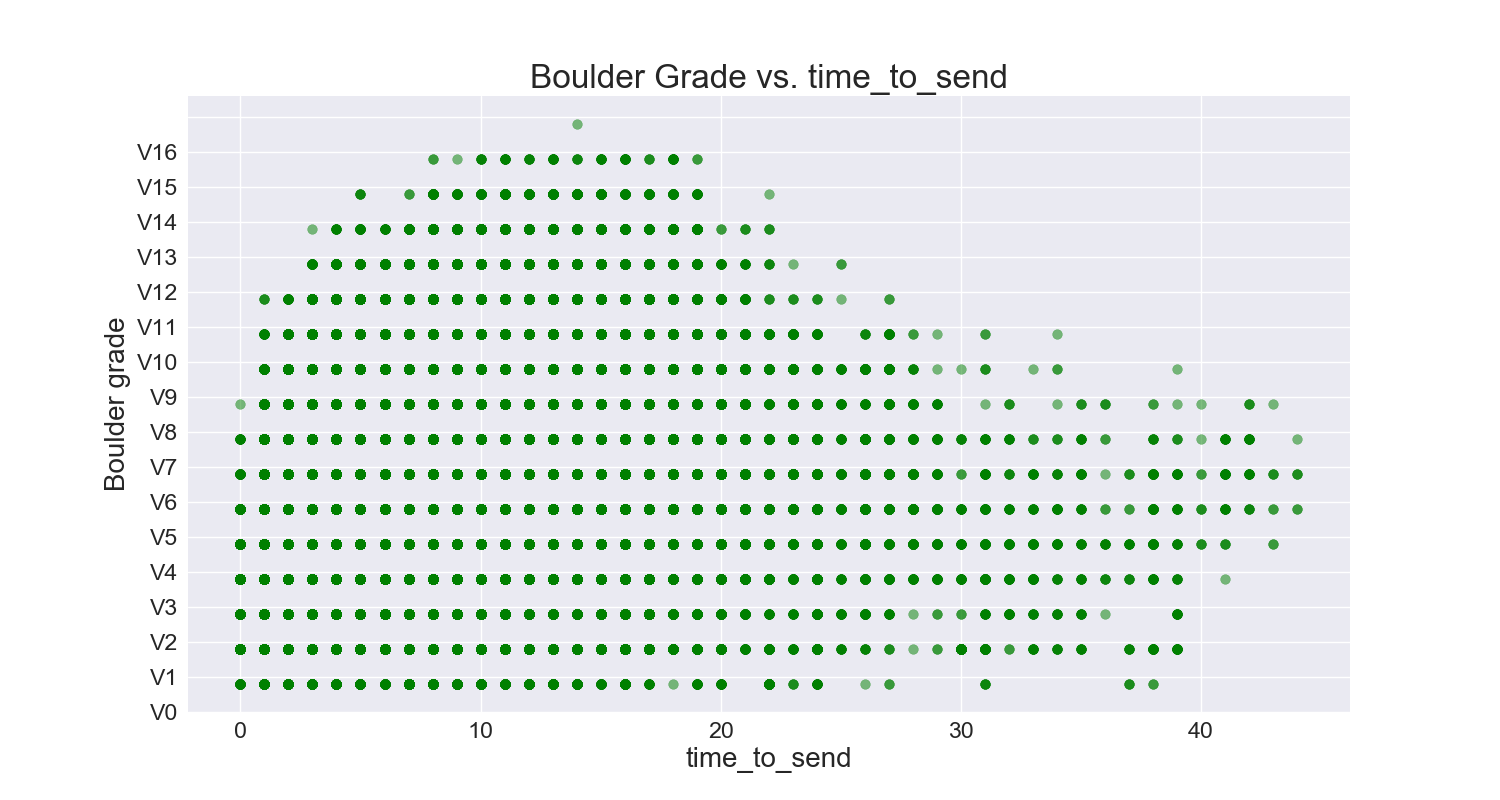 Boulder Grade vs. time_to_send
Boulder grade
V16
V15
V14
V13
V12
V11
V10
V9
V8
V7
V6
V5
V4
V3
V2
V1
V0
0 10 20 30 40
time_to_send